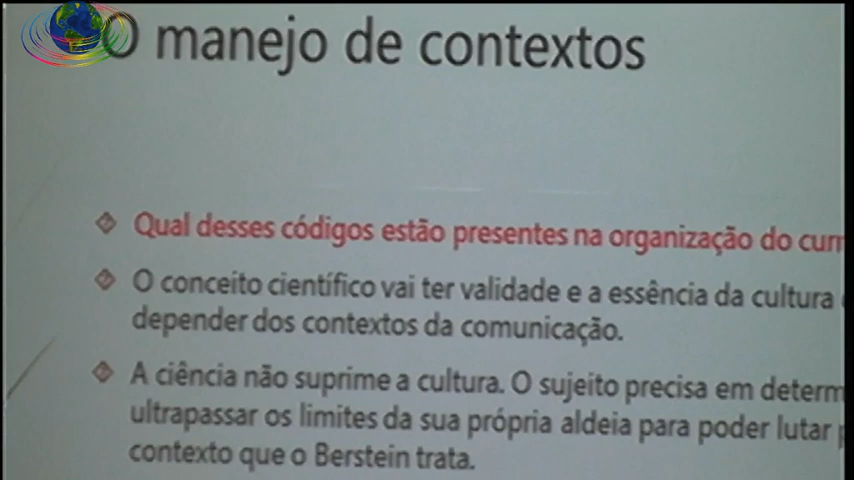 O manejo de contextos
Qual desses códigos estão presentes na organização do
O conceito científico vai ter validade e a essência da cultura
depender dos contextos da comunicação.
A ciência não suprime a cultura. O sujeito precisa em
ultrapassar os limites da sua própria aldeia para poder lutar
contexto que o Berstein trata.